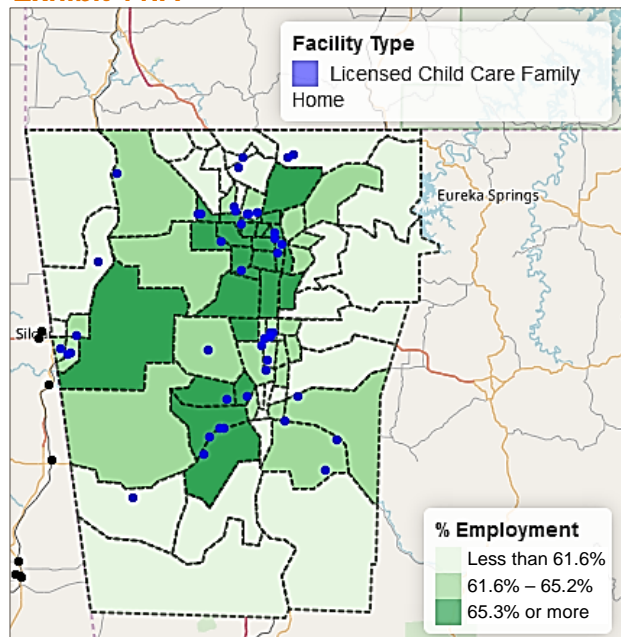 Facility Type
Licensed Child Care Family
Home
Eureka Springs
Silo
% Employment
Less than 61.6%
61.6% – 65.2%
65.3% or more